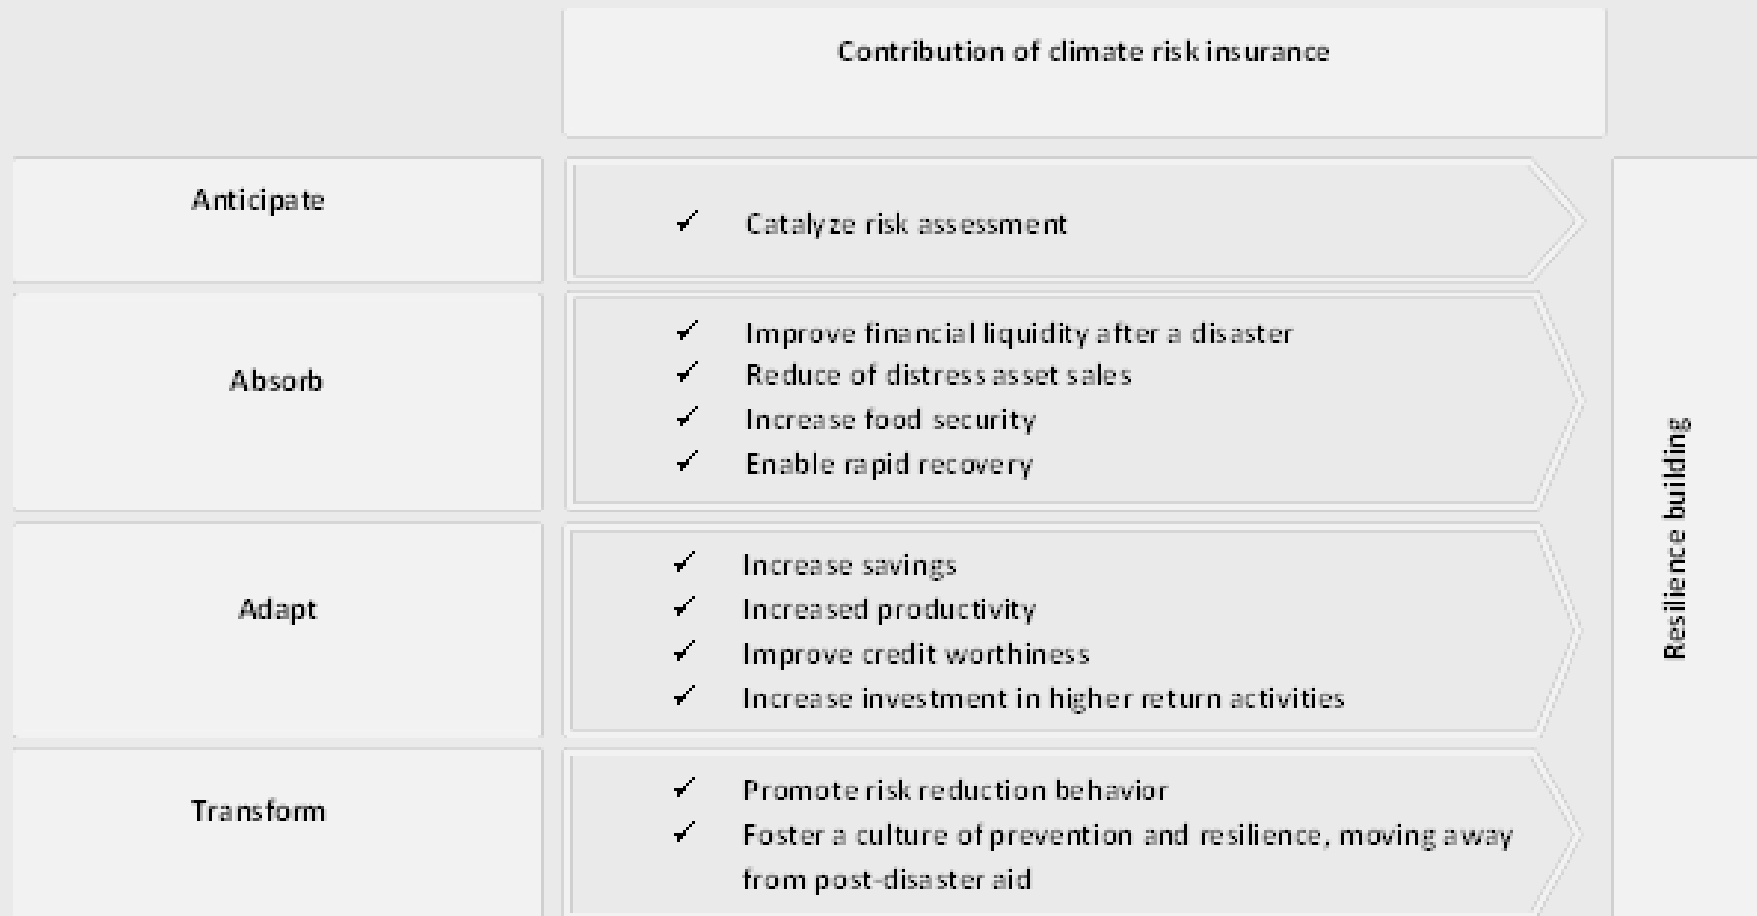 Contribution of climate risk insurance
Anticipate
✓ Catalyze risk assessment
Absorb
✓ Improve financial liquidity after a disaster
✓ Reduce of distress asset sales
✓ Increase food security
✓ Enable rapid recovery
Adapt
✓ Increase savings
✓ Increased productivity
✓ Improve credit worthiness
✓ Increase investment in higher return activities
Transform
✓ Promote risk reduction behavior
✓ Foster a culture of prevention and resilience, moving away
from post-disaster aid
Resilience building